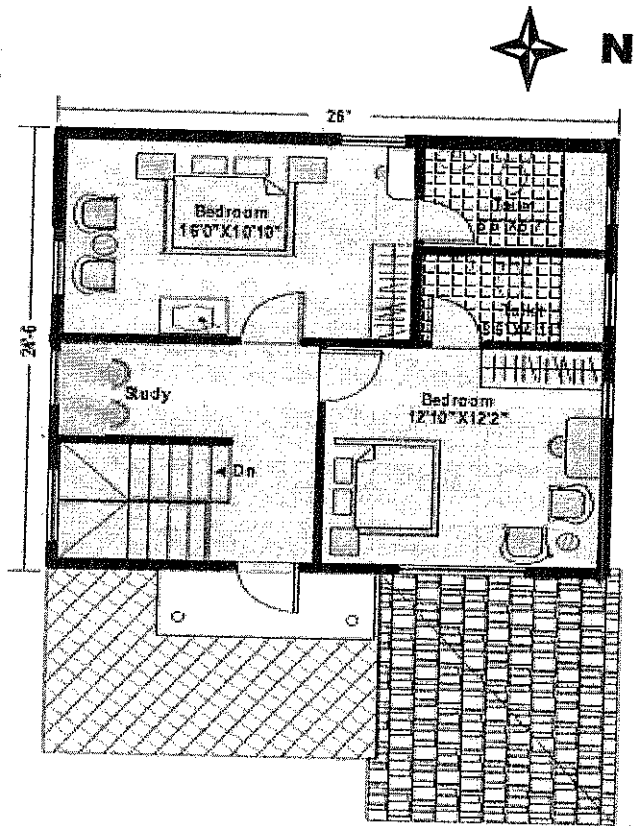 N
26"
24'-6
Bedroom
16'0"X10'10"
Toilet
Toilet
Study
Dn
Bedroom
12'10"X12'2"